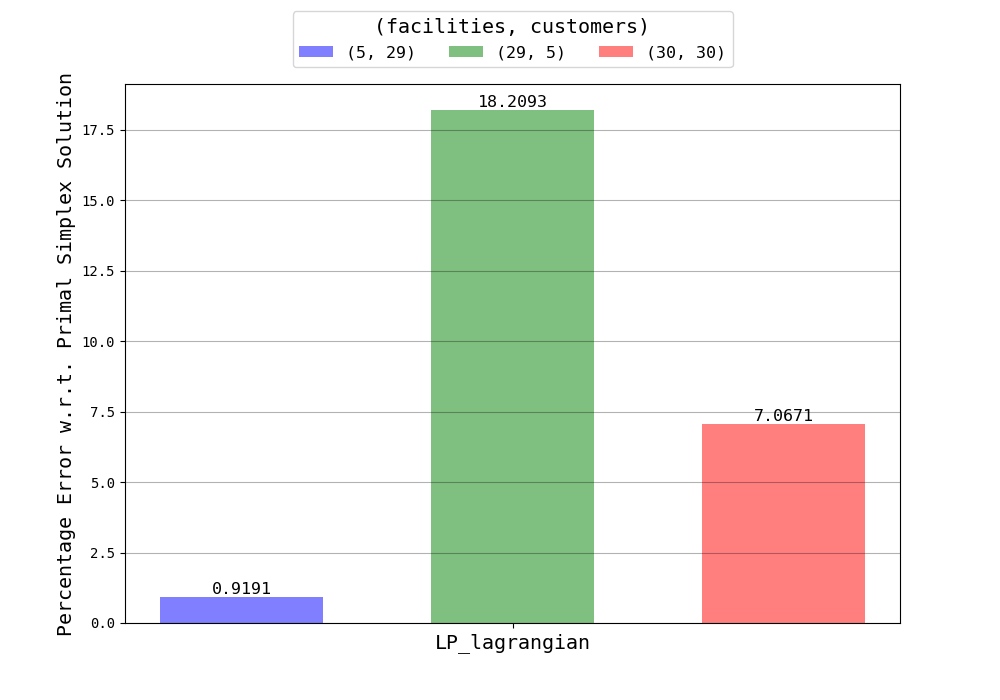 (facilities, customers)
(5, 29) (29, 5) (30, 30)
Percentage Error w.r.t. Primal Simplex Solution
17.5
15.0
12.5
10.0
7.5
5.0
2.5
0.0
18.2093
7.0671
0.9191
LP_lagrangian